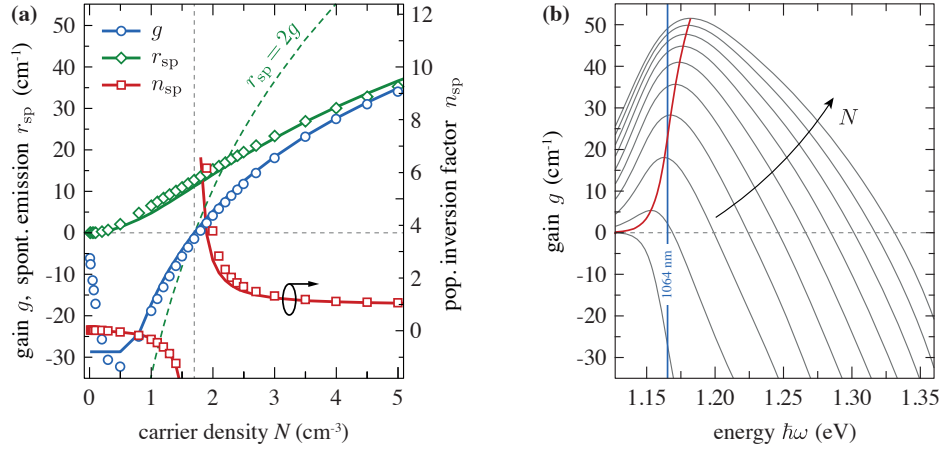 (a)
gain g, spont. emission r_sp (cm⁻¹)
50
40
30
20
10
0
-10
-20
-30
g
r_sp
n_sp
r_sp=2g
12
10
8
6
4
2
0
pop. inversion factor n_sp
0 1 2 3 4 5
carrier density N (cm⁻³)
(b)
gain g (cm⁻¹)
50
40
30
20
10
0
-10
-20
-30
N
1064 nm
1.15 1.20 1.25 1.30 1.35
energy ℏω (eV)